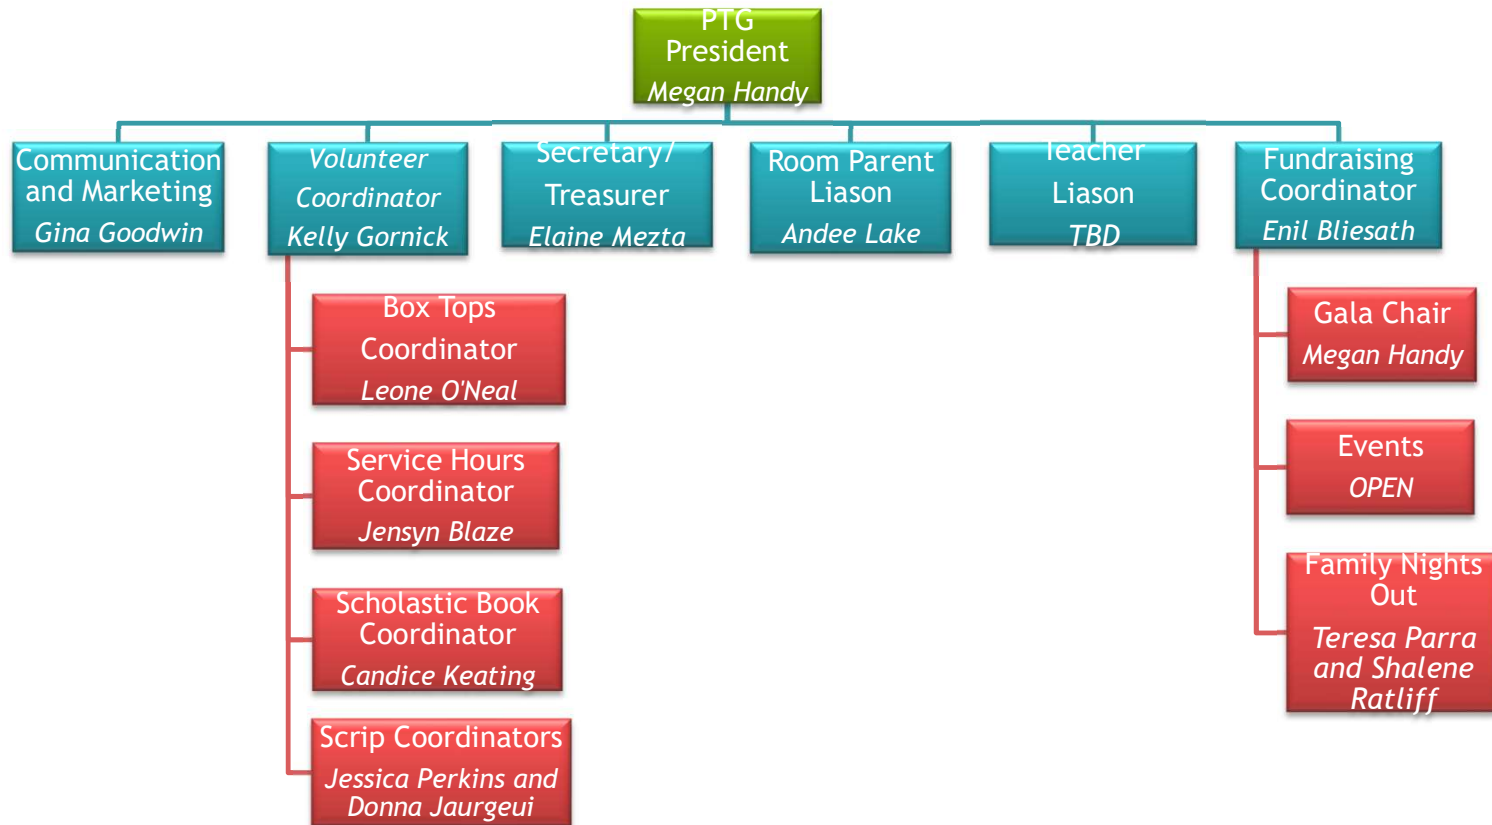 PTG
President
Megan Handy
Communication
and Marketing
Gina Goodwin
Volunteer
Coordinator
Kelly Gornick
Secretary/
Treasurer
Elaine Mezta
Room Parent
Liason
Andee Lake
Teacher
Liason
TBD
Fundraising
Coordinator
Enil Bliesath
Box Tops
Coordinator
Leone O'Neal
Service Hours
Coordinator
Jensyn Blaze
Scholastic Book
Coordinator
Candice Keating
Scrip Coordinators
Jessica Perkins and
Donna Jaurgeui
Gala Chair
Megan Handy
Events
OPEN
Family Nights
Out
Teresa Parra
and Shalene
Ratliff